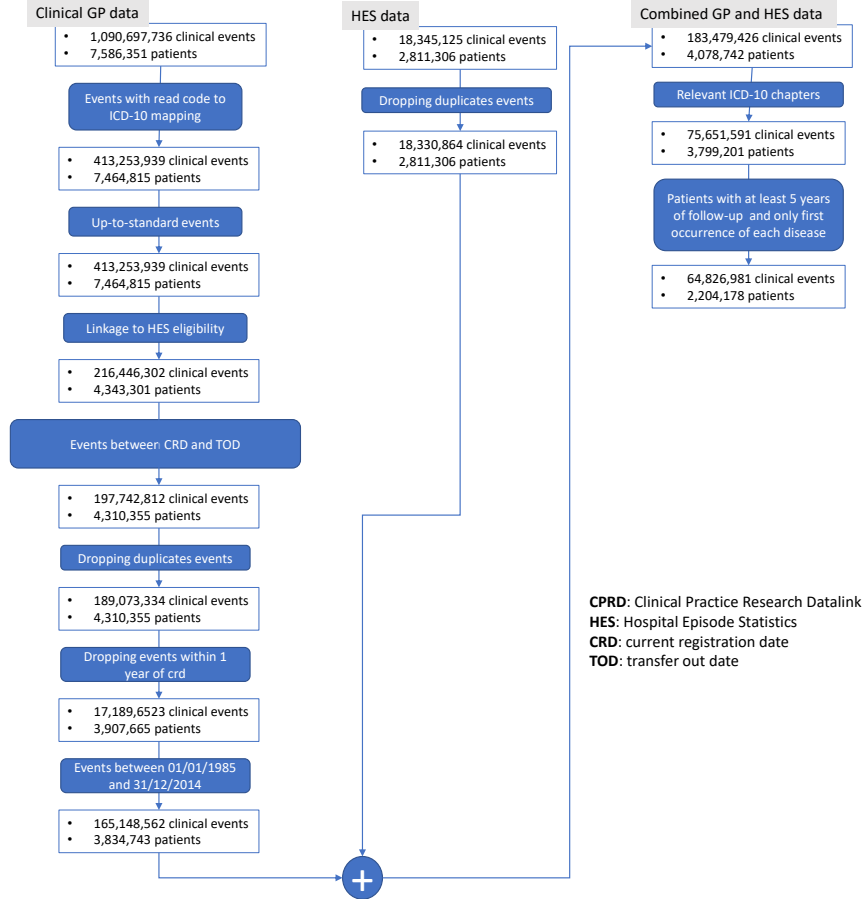 Clinical GP data
• 1,090,697,736 clinical events
• 7,586,351 patients
Events with read code to
ICD-10 mapping
• 413,253,939 clinical events
• 7,464,815 patients
Up-to-standard events
• 413,253,939 clinical events
• 7,464,815 patients
Linkage to HES eligibility
• 216,446,302 clinical events
• 4,343,301 patients
Events between CRD and TOD
• 197,742,812 clinical events
• 4,310,355 patients
Dropping duplicates events
• 189,073,334 clinical events
• 4,310,355 patients
Dropping events within 1
year of crd
• 17,189,6523 clinical events
• 3,907,665 patients
Events between 01/01/1985
and 31/12/2014
• 165,148,562 clinical events
• 3,834,743 patients
HES data
• 18,345,125 clinical events
• 2,811,306 patients
Dropping duplicates events
• 18,330,864 clinical events
• 2,811,306 patients
+
Combined GP and HES data
• 183,479,426 clinical events
• 4,078,742 patients
Relevant ICD-10 chapters
• 75,651,591 clinical events
• 3,799,201 patients
Patients with at least 5 years
of follow-up and only first
occurrence of each disease
• 64,826,981 clinical events
• 2,204,178 patients
CPRD: Clinical Practice Research Datalink
HES: Hospital Episode Statistics
CRD: current registration date
TOD: transfer out date